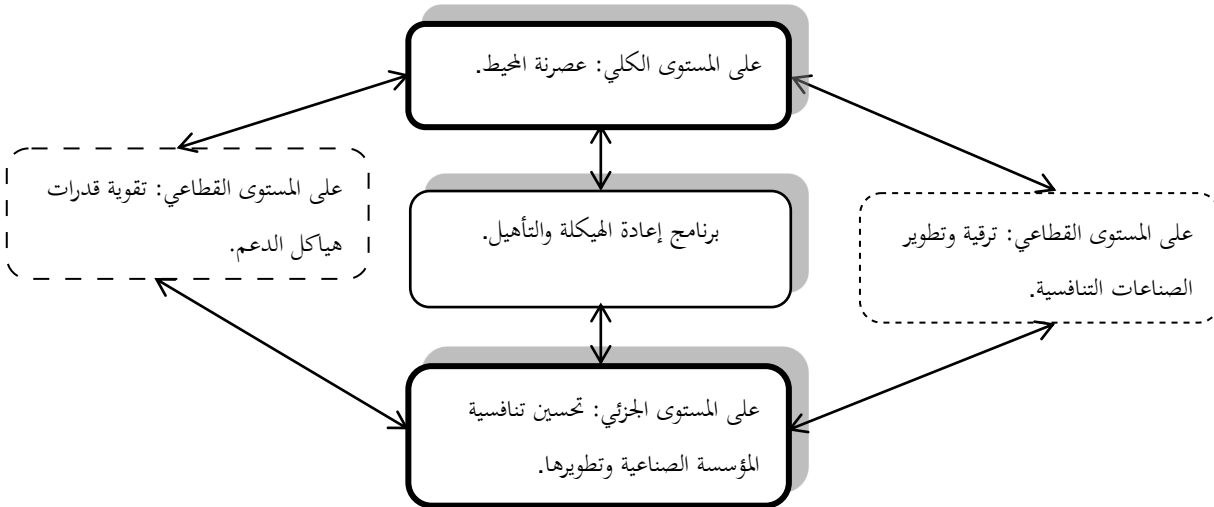 على المستوى الكلي: عصرنة المحيط.
على المستوى القطاعي: ترقية وتطوير
الصناعات التنافسية.
برنامج إعادة الهيكلة والتأهيل.
على المستوى القطاعي: تقوية قدرات
هياكل الدعم.
على المستوى الجزئي: تحسين تنافسية
المؤسسة الصناعية وتطويرها.